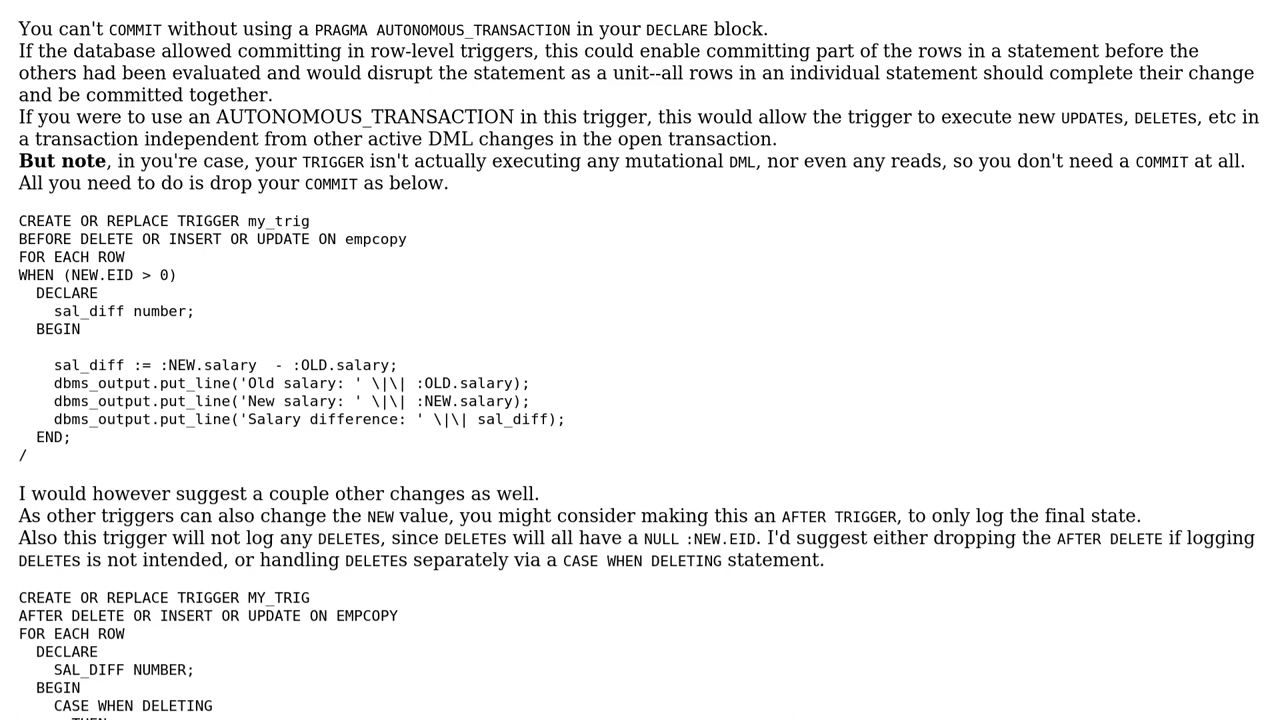 You can't COMMIT without using a PRAGMA AUTONOMOUS_TRANSACTION in your DECLARE block.
If the database allowed committing in row-level triggers, this could enable committing part of the rows in a statement before the
others had been evaluated and would disrupt the statement as a unit--all rows in an individual statement should complete their change
and be committed together.
If you were to use an AUTONOMOUS_TRANSACTION in this trigger, this would allow the trigger to execute new UPDATEs, DELETEs, etc in
a transaction independent from other active DML changes in the open transaction.
But note, in you're case, your TRIGGER isn't actually executing any mutational DML, nor even any reads, so you don't need a COMMIT at all.
All you need to do is drop your COMMIT as below.
CREATE OR REPLACE TRIGGER my_trig
BEFORE DELETE OR INSERT OR UPDATE ON empcopy
FOR EACH ROW
WHEN (NEW.EID > 0)
  DECLARE
    sal_diff number;
  BEGIN
    sal_diff := :NEW.salary  - :OLD.salary;
    dbms_output.put_line('Old salary: ' \|\| :OLD.salary);
    dbms_output.put_line('New salary: ' \|\| :NEW.salary);
    dbms_output.put_line('Salary difference: ' \|\| sal_diff);
  END;
/
I would however suggest a couple other changes as well.
As other triggers can also change the NEW value, you might consider making this an AFTER TRIGGER, to only log the final state.
Also this trigger will not log any DELETEs, since DELETEs will all have a NULL :NEW.EID. I'd suggest either dropping the AFTER DELETE if logging
DELETEs is not intended, or handling DELETEs separately via a CASE WHEN DELETING statement.
CREATE OR REPLACE TRIGGER MY_TRIG
AFTER DELETE OR INSERT OR UPDATE ON EMPCOPY
FOR EACH ROW
  DECLARE
    SAL_DIFF NUMBER;
  BEGIN
    CASE WHEN DELETING